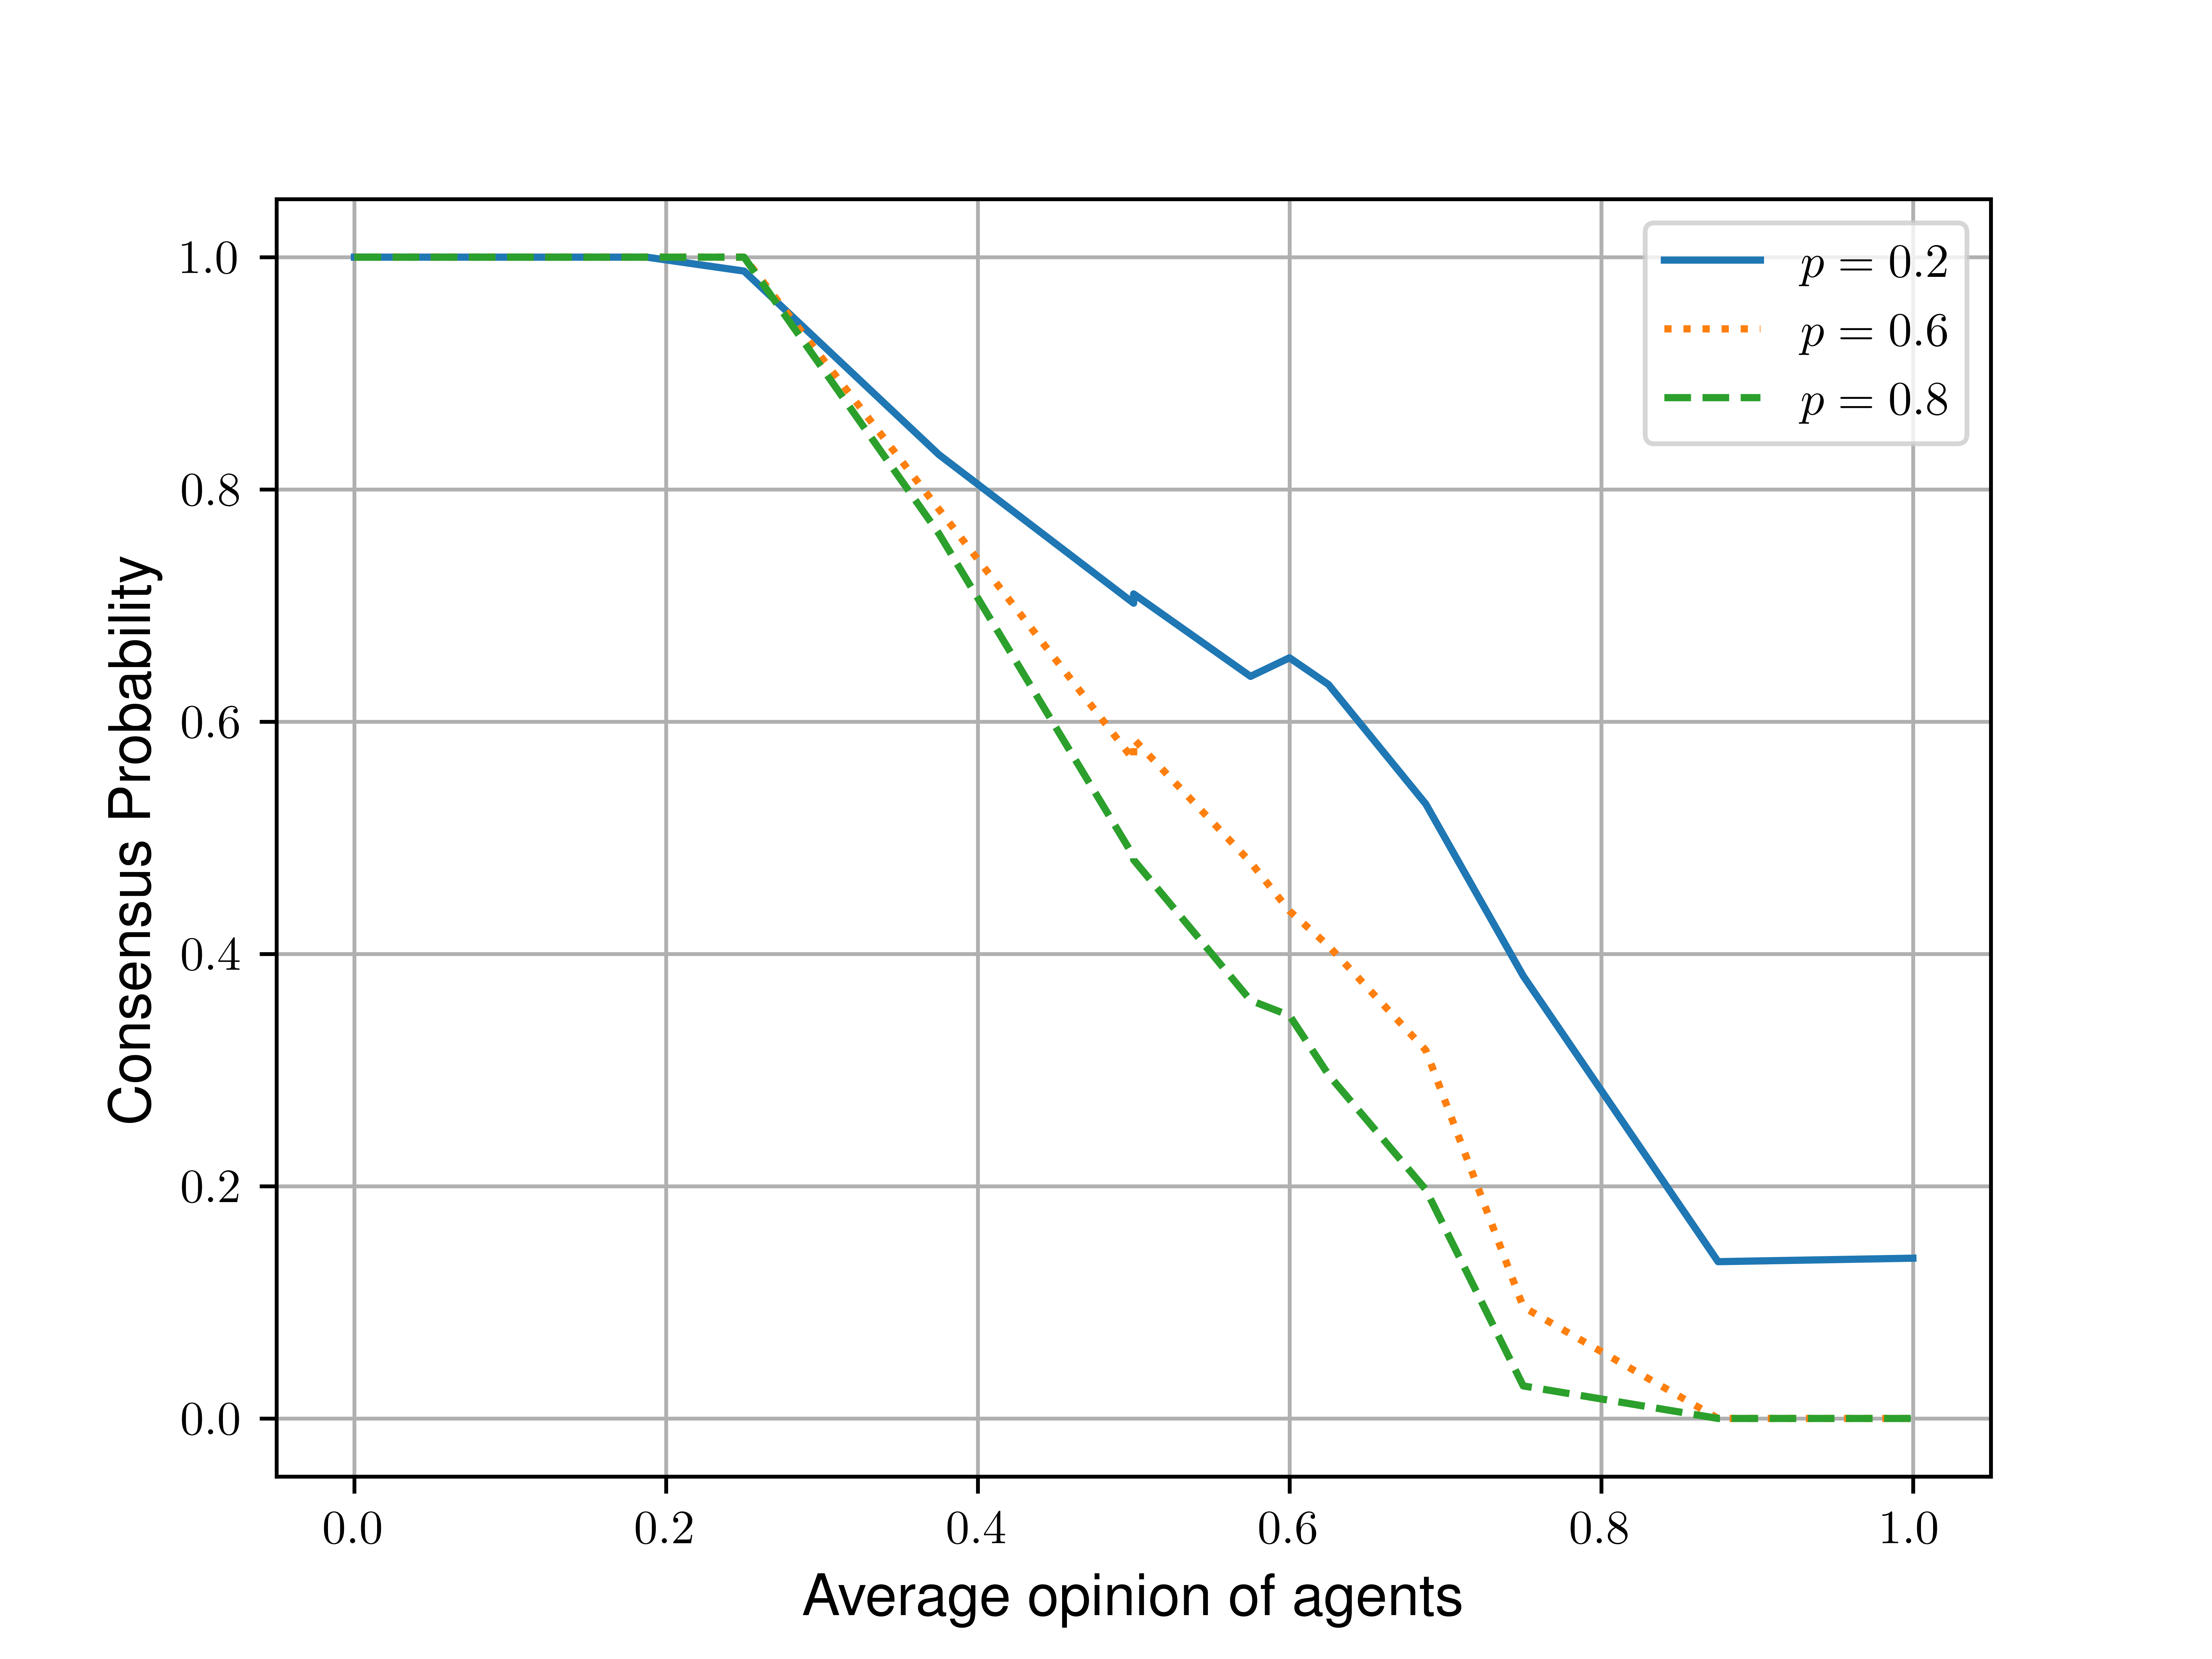 p = 0.2
p = 0.6
p = 0.8
Consensus Probability
1.0
0.8
0.6
0.4
0.2
0.0
0.0 0.2 0.4 0.6 0.8 1.0
Average opinion of agents